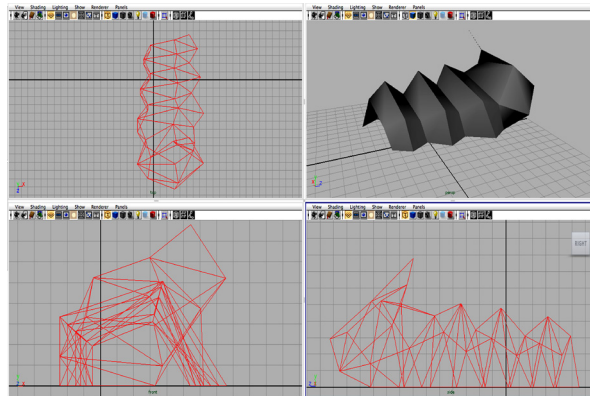 View Shading Lighting Show Renderer Panels
View Shading Lighting Show Renderer Panels
top
persp
View Shading Lighting Show Renderer Panels
View Shading Lighting Show Renderer Panels
RIGHT
front
side